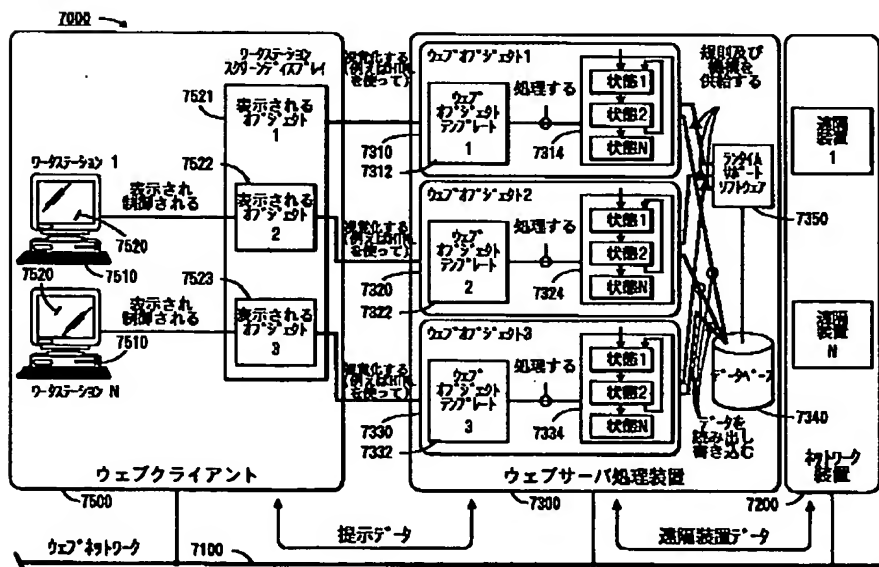 7000
ワークステーション
スクリーンディスプレイ
7521
表示される
オブジェクト
1
ワークステーション 1
表示され
制御される
7522
表示される
オブジェクト
2
7520
7510
7523
7520
表示され
制御される
表示される
オブジェクト
3
7510
ワークステーション N
ウェブクライアント
7500
視覚化する
(例えばHTML
を使って)
ウェブオブジェクト1
ウェブ
オブジェクト
テンプレート
1
処理する
状態1
状態2
状態N
7310
7312
7314
視覚化する
(例えばHTML
を使って)
ウェブオブジェクト2
ウェブ
オブジェクト
テンプレート
2
処理する
状態1
状態2
状態N
7320
7322
7324
視覚化する
(例えばHTML
を使って)
ウェブオブジェクト3
ウェブ
オブジェクト
テンプレート
3
処理する
状態1
状態2
状態N
7330
7332
7334
規則及び
供給する
ランタイム
サポート
ソフトウェア
7350
データベース
7340
データを
読み出し
書き込む
ウェブサーバ処理装置
7300
遠隔
装置
1
遠隔
装置
N
ネットワーク
装置
7200
提示データ
遠隔装置データ
ウェブネットワーク
7100